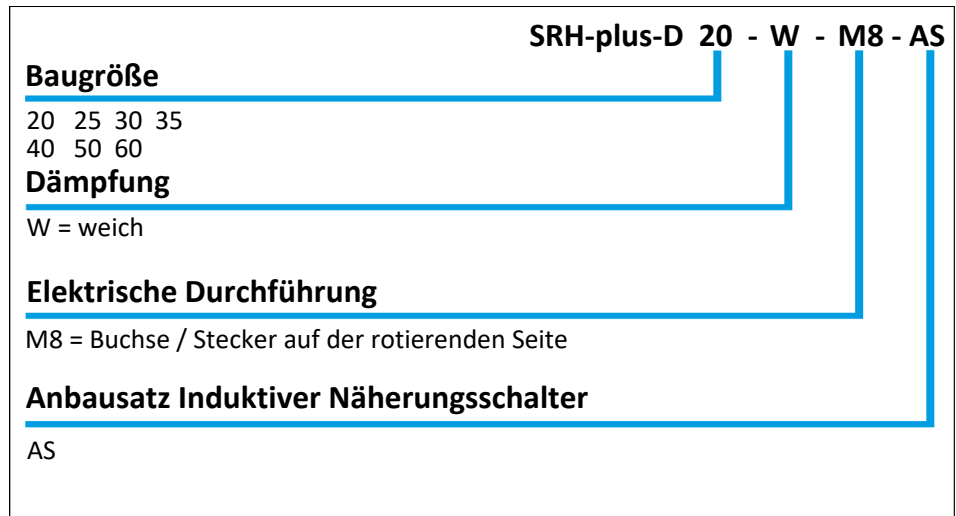 SRH-plus-D 20 - W - M8 - AS
Baugröße
20 25 30 35
40 50 60
Dämpfung
W = weich
Elektrische Durchführung
M8 = Buchse / Stecker auf der rotierenden Seite
Anbausatz Induktiver Näherungsschalter
AS